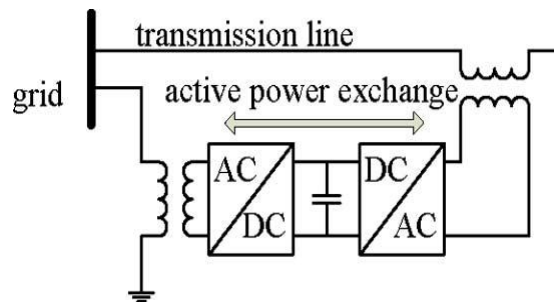 transmission line
grid
active power exchange
AC
DC
DC
AC